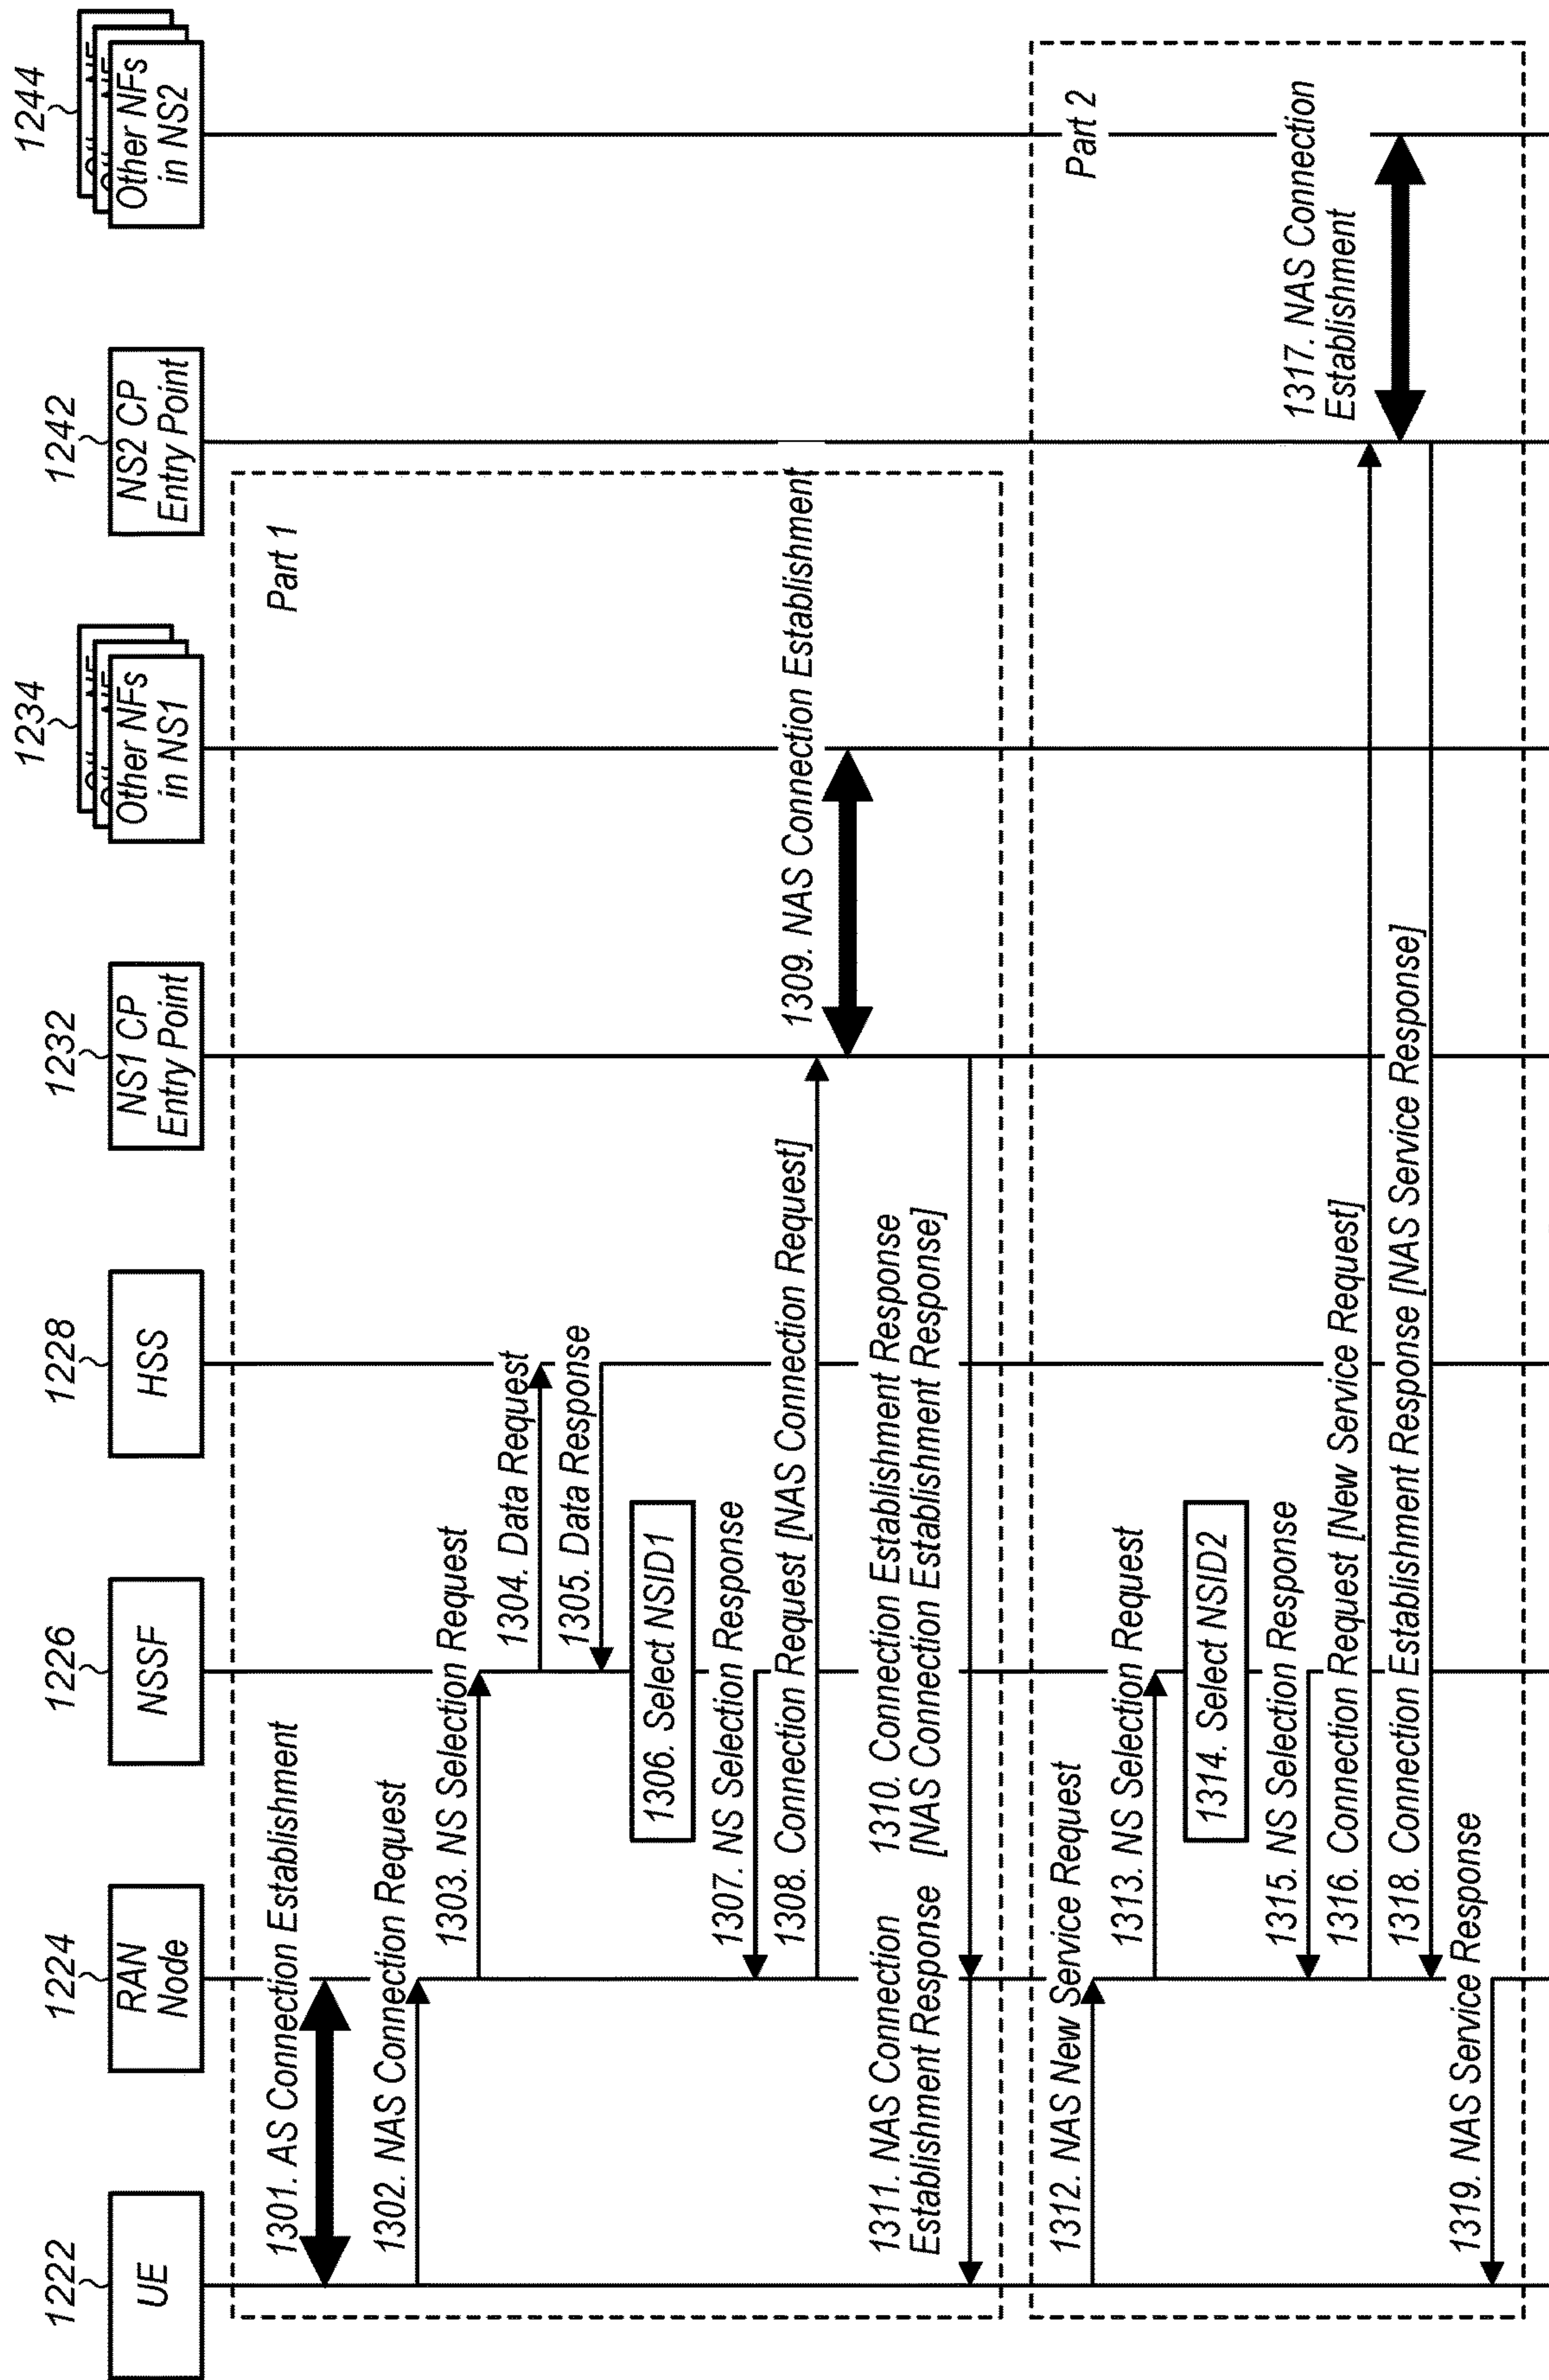 1222
UE
1224
RAN
Node
1226
NSSF
1228
HSS
1232
NS1 CP
Entry Point
1234
Other NFs
in NS1
1242
NS2 CP
Entry Point
1244
Other NFs
in NS2
Part 1
1301. AS Connection Establishment
1302. NAS Connection Request
1303. NS Selection Request
1304. Data Request
1305. Data Response
1306. Select NSID1
1307. NS Selection Response
1308. Connection Request [NAS Connection Request]
1309. NAS Connection Establishment
1310. Connection Establishment Response
[NAS Connection Establishment Response]
1311. NAS Connection
Establishment Response
Part 2
1312. NAS New Service Request
1313. NS Selection Request
1314. Select NSID2
1315. NS Selection Response
1316. Connection Request [New Service Request]
1317. NAS Connection
Establishment
1318. Connection Establishment Response [NAS Service Response]
1319. NAS Service Response